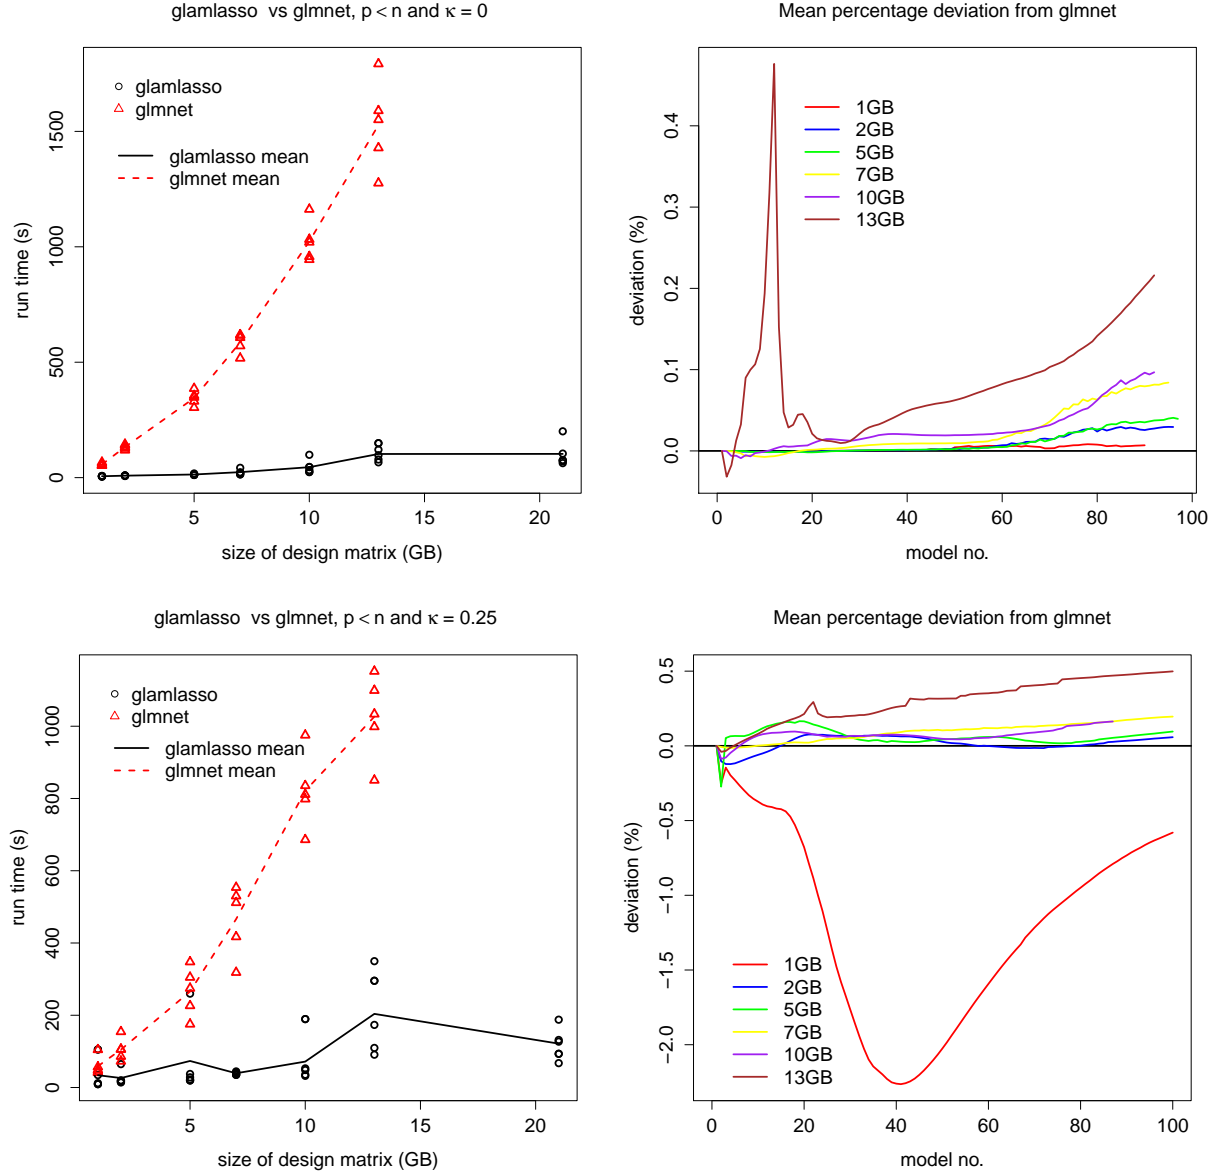 glamlasso vs glmnet, p < n and κ = 0
glamlasso
glmnet
glamlasso mean
glmnet mean
run time (s)
0
500
1000
1500
5
10
15
20
size of design matrix (GB)
Mean percentage deviation from glmnet
1GB
2GB
5GB
7GB
10GB
13GB
deviation (%)
0.0
0.1
0.2
0.3
0.4
0
20
40
60
80
100
model no.
glamlasso vs glmnet, p < n and κ = 0.25
glamlasso
glmnet
glamlasso mean
glmnet mean
run time (s)
0
200
400
600
800
1000
5
10
15
20
size of design matrix (GB)
Mean percentage deviation from glmnet
1GB
2GB
5GB
7GB
10GB
13GB
deviation (%)
−2.0
−1.5
−1.0
−0.5
0.0
0.5
0
20
40
60
80
100
model no.